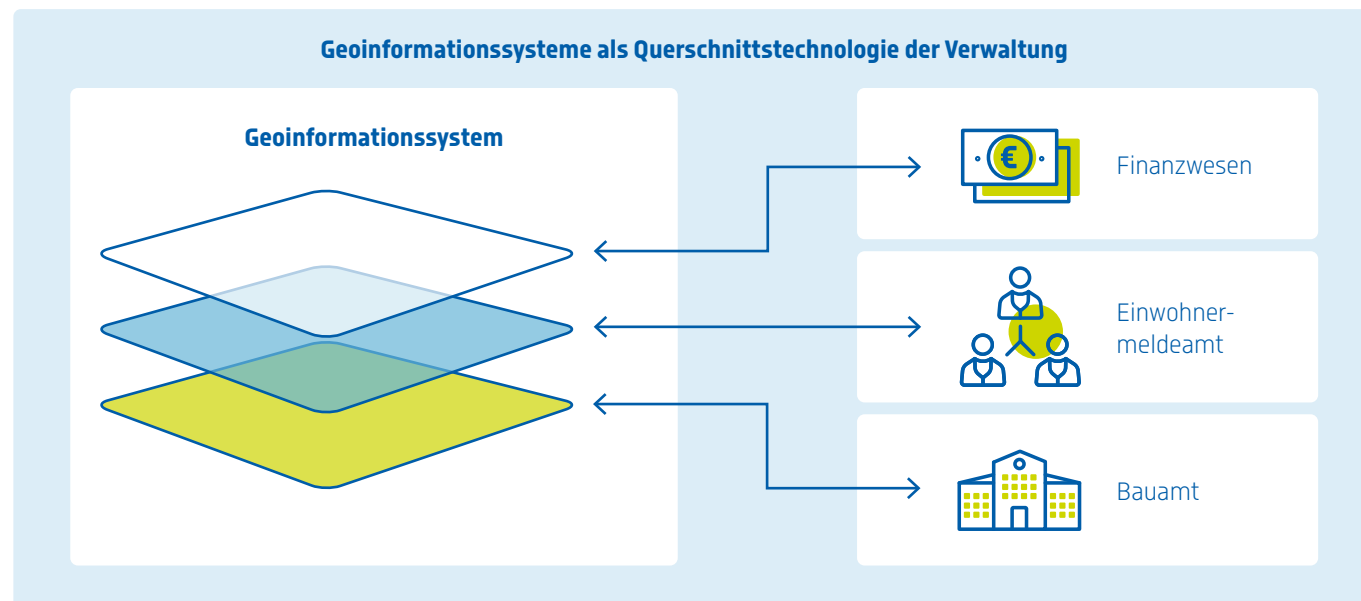 Geoinformationssysteme als Querschnittstechnologie der Verwaltung
Geoinformationssystem
€
Finanzwesen
Einwohner-
meldeamt
Bauamt